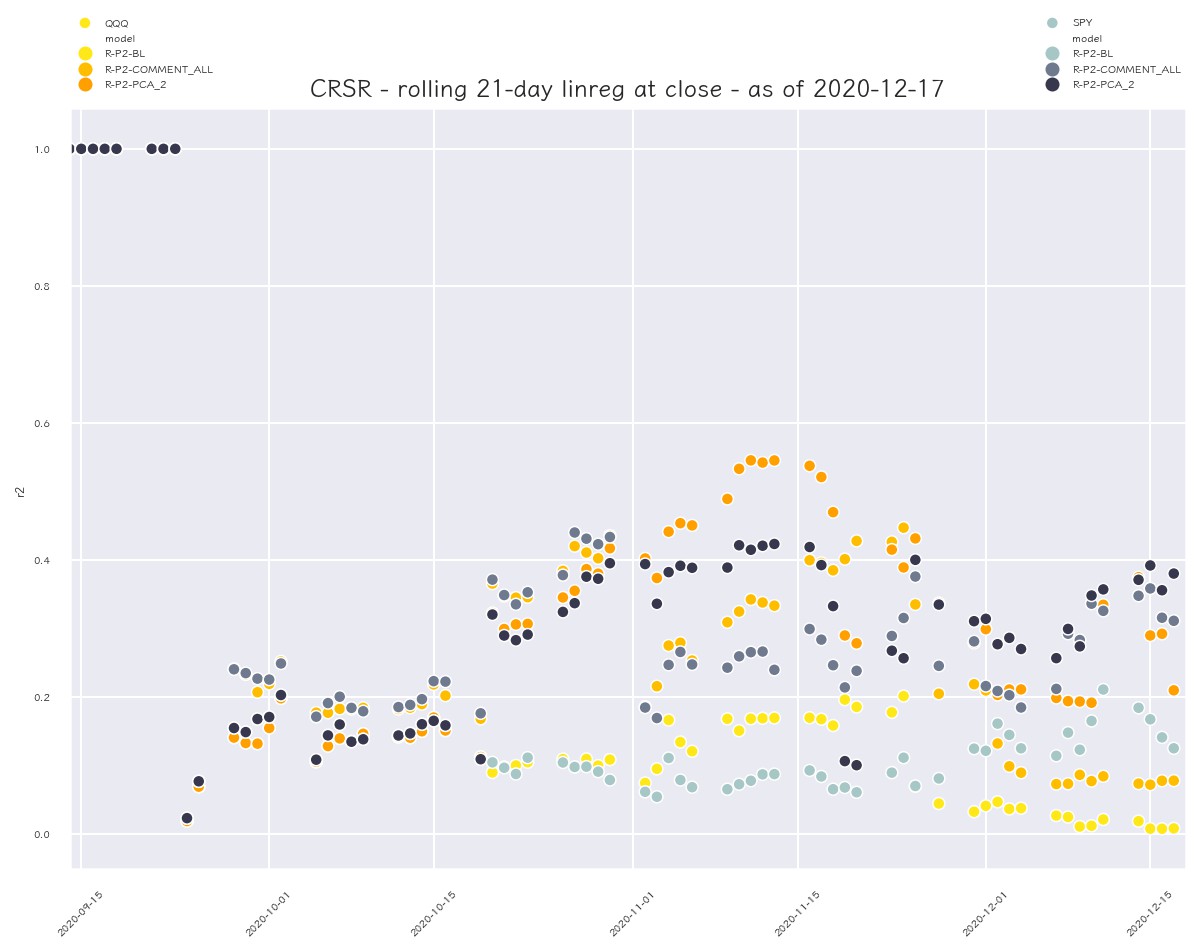 QQQ
model
R-P2-BL
R-P2-COMMENT_ALL
R-P2-PCA_2
SPY
model
R-P2-BL
R-P2-COMMENT_ALL
R-P2-PCA_2
CRSR - rolling 21-day linreg at close - as of 2020-12-17
1.0
0.8
0.6
r2
0.4
0.2
0.0
2020-09-15
2020-10-01
2020-10-15
2020-11-01
2020-11-15
2020-12-01
2020-12-15